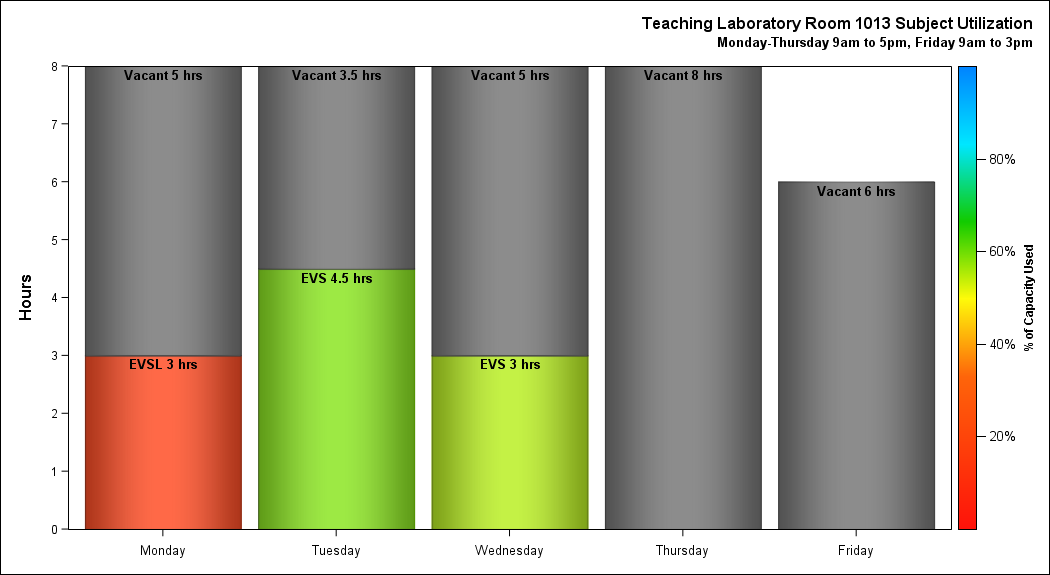 Teaching Laboratory Room 1013 Subject Utilization
Monday-Thursday 9am to 5pm, Friday 9am to 3pm
Hours
8
7
6
5
4
3
2
1
0
Vacant 5 hrs
EVSL 3 hrs
Vacant 3.5 hrs
EVS 4.5 hrs
Vacant 5 hrs
EVS 3 hrs
Vacant 8 hrs
Vacant 6 hrs
Monday
Tuesday
Wednesday
Thursday
Friday
80%
60%
40%
20%
% of Capacity Used